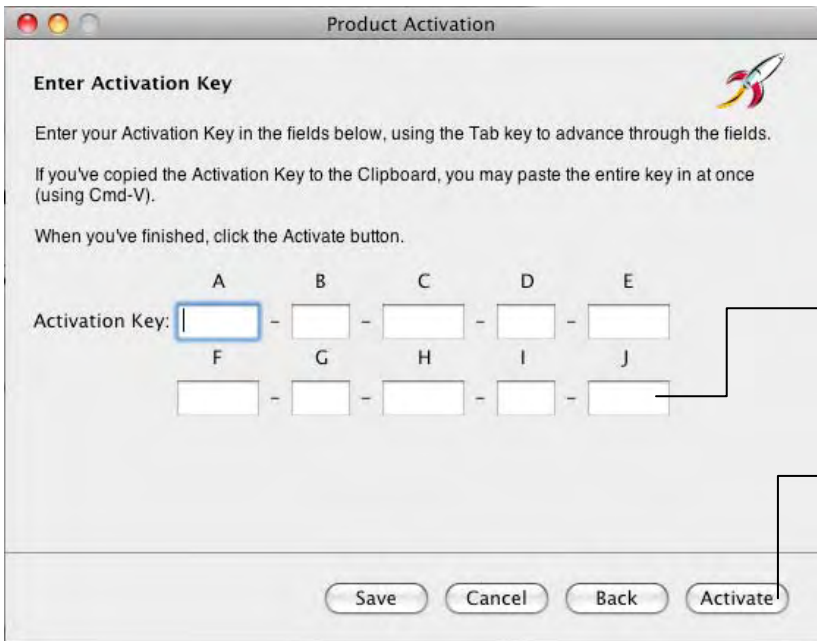 Product Activation
Enter Activation Key
Enter your Activation Key in the fields below, using the Tab key to advance through the fields.
If you've copied the Activation Key to the Clipboard, you may paste the entire key in at once
(using Cmd-V).
When you've finished, click the Activate button.
A B C D E
Activation Key: - - - -
F G H I J
- - - -
Save Cancel Back Activate